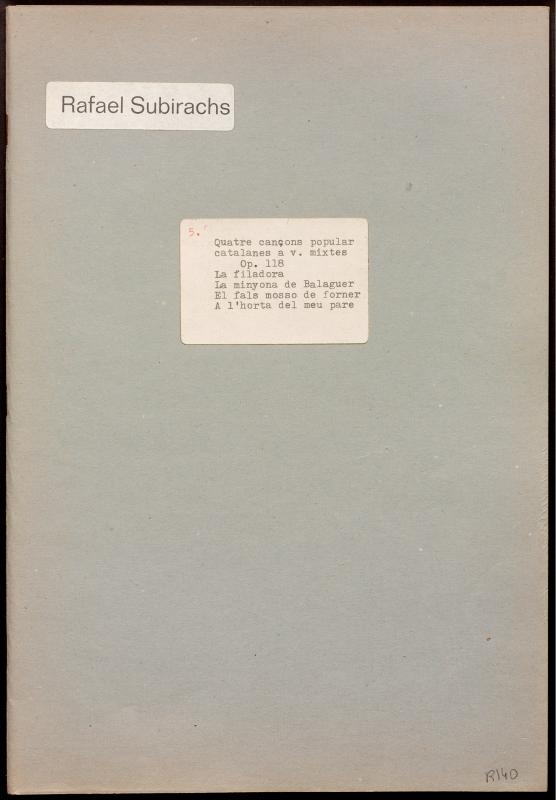 Rafael Subirachs
5.'
Quatre cançons popular
catalanes a v. mixtes
Op. 118
La filadora
La minyona de Balaguer
El fals mosso de forner
A l'horta del meu pare
R140